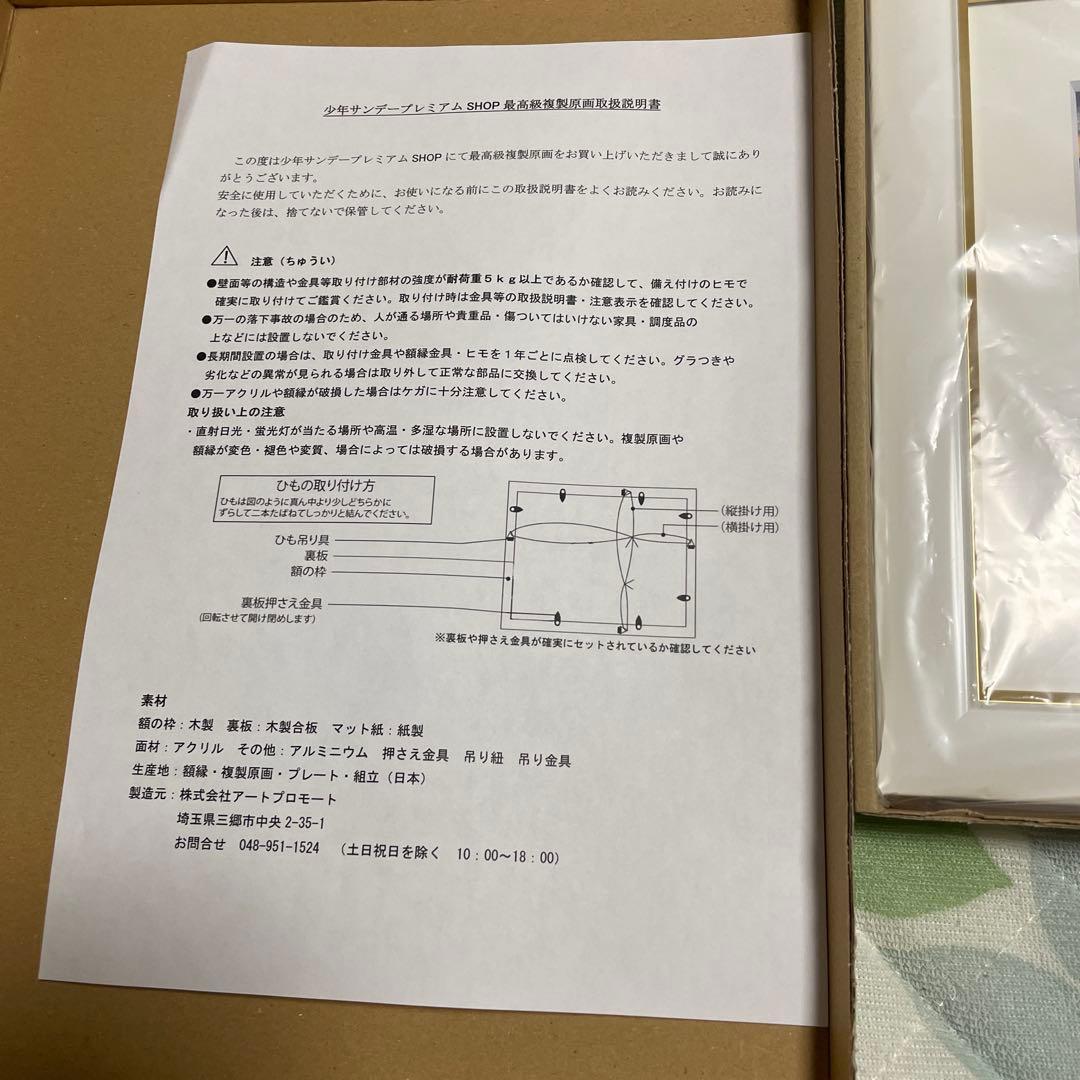 少年サンデープレミアム SHOP 最高級複製原画取扱説明書
この度は少年サンデープレミアム SHOP にて最高級複製原画をお買い上げいただきまして誠にあり
がとうございます。
安全に使用していただくために、お使いになる前にこの取扱説明書をよくお読みください。お読みに
なった後は、捨てないで保管してください。
注意（ちゅうい）
●壁面等の構造や金具等取り付け部材の強度が耐荷重５ｋｇ以上であるか確認して、備え付けのヒモで
確実に取り付けてご鑑賞ください。取り付け時は金具等の取扱説明書・注意表示を確認してください。
●万一の落下事故の場合のため、人が通る場所や貴重品・傷ついてはいけない家具・調度品の
上などには設置しないでください。
●長期間設置の場合は、取り付け金具や額縁金具・ヒモを１年ごとに点検してください。グラつきや
劣化などの異常が見られる場合は取り外して正常な部品に交換してください。
●万一アクリルや額縁が破損した場合はケガに十分注意してください。
取り扱い上の注意
・直射日光・蛍光灯が当たる場所や高温・多湿な場所に設置しないでください。複製原画や
額縁が変色・褪色や変質、場合によっては破損する場合があります。
ひもの取り付け方
ひもは図のように真ん中より少しどちらかに
ずらして二本たばねてしっかりと結んでください。
（縦掛け用）
（横掛け用）
ひも吊り具
裏板
額の枠
裏板押さえ金具
（回転させて開け閉めします）
※裏板や押さえ金具が確実にセットされているか確認してください
素材
額の枠：木製　裏板：木製合板　マット紙：紙製
面材：アクリル　その他：アルミニウム　押さえ金具　吊り紐　吊り金具
生産地：額縁・複製原画・プレート・組立（日本）
製造元：株式会社アートプロモート
埼玉県三郷市中央 2-35-1
お問合せ　048-951-1524　（土日祝日を除く　10：00～18：00）